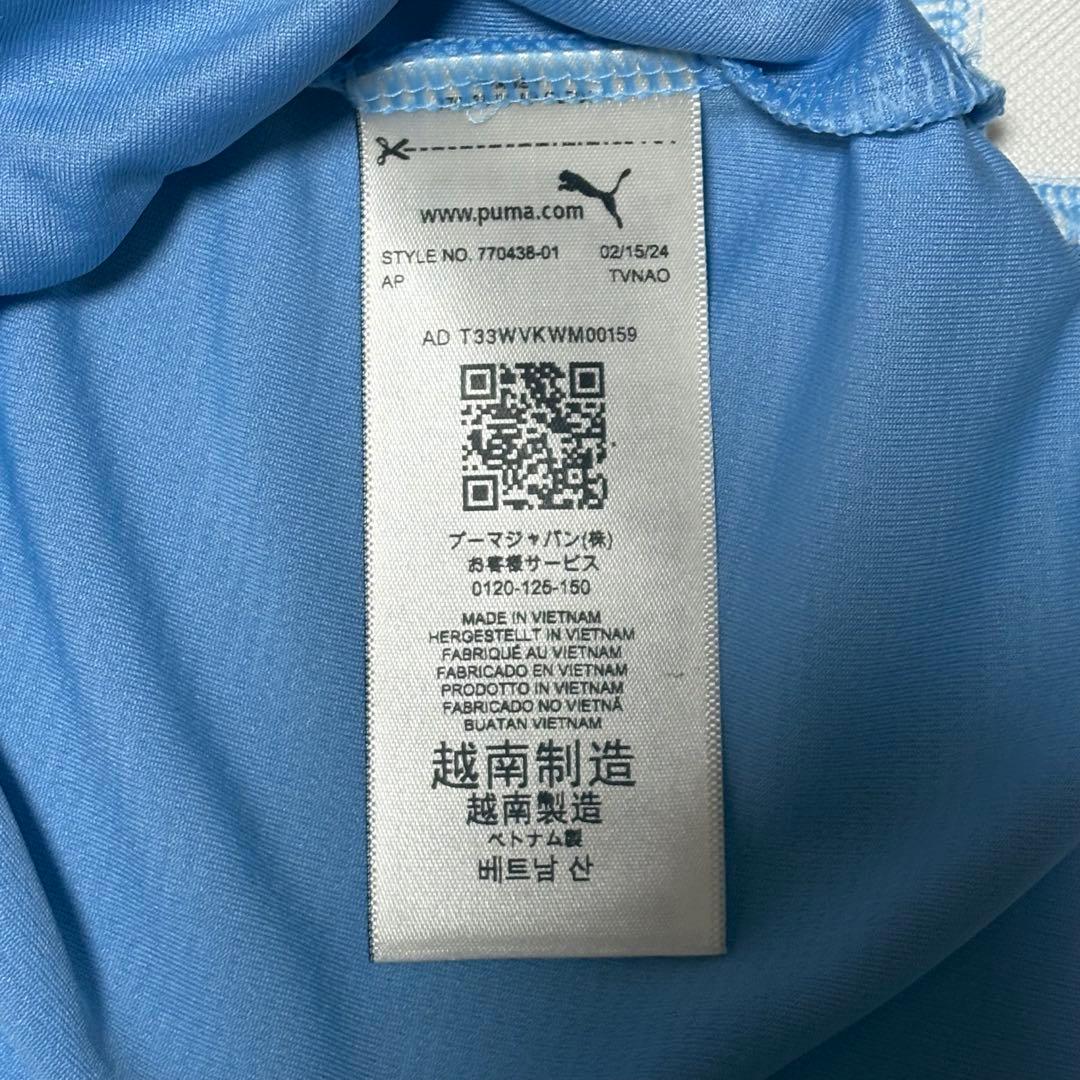 www.puma.com
STYLE NO. 770438-01 02/15/24
AP TVNAO
AD T33WVKWM00159
プーマジャパン(株)
お客様サービス
0120-125-150
MADE IN VIETNAM
HERGESTELLT IN VIETNAM
FABRIQUÉ AU VIETNAM
FABRICADO EN VIETNAM
PRODOTTO IN VIETNAM
FABRICADO NO VIETNÃ
BUATAN VIETNAM
越南制造
越南製造
ベトナム製
베트남 산